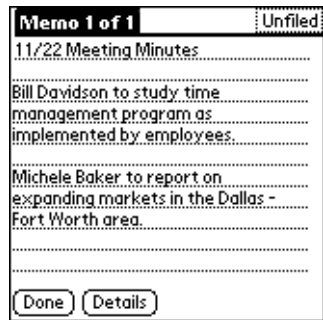 Memo 1 of 1 Unfiled
11/22 Meeting Minutes
Bill Davidson to study time
management program as
implemented by employees.
Michele Baker to report on
expanding markets in the Dallas -
Fort Worth area.
Done Details